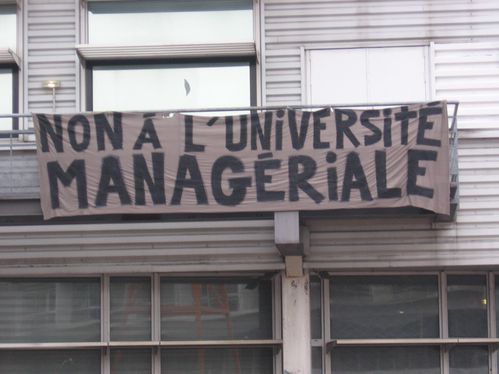 NON À L'UNiVERSiTÉ
MANAGÉRiALE